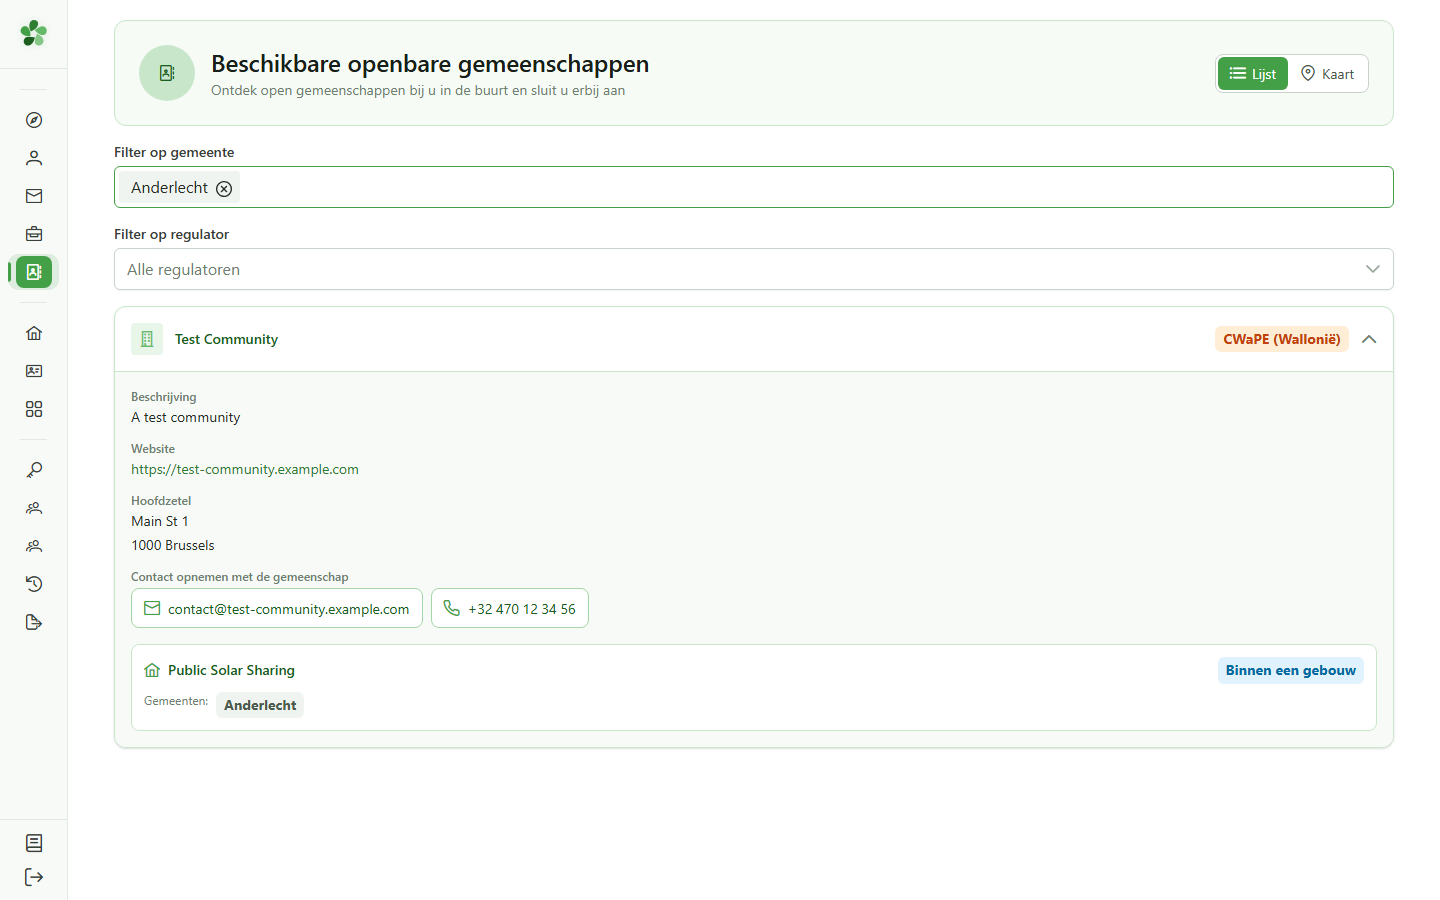 Beschikbare openbare gemeenschappen
Ontdek open gemeenschappen bij u in de buurt en sluit u erbij aan
Lijst
Kaart
Filter op gemeente
Anderlecht
Filter op regulator
Alle regulatoren
Test Community
CWaPE (Wallonië)
Beschrijving
A test community
Website
https://test-community.example.com
Hoofdzetel
Main St 1
1000 Brussels
Contact opnemen met de gemeenschap
contact@test-community.example.com
+32 470 12 34 56
Public Solar Sharing
Binnen een gebouw
Gemeenten:
Anderlecht